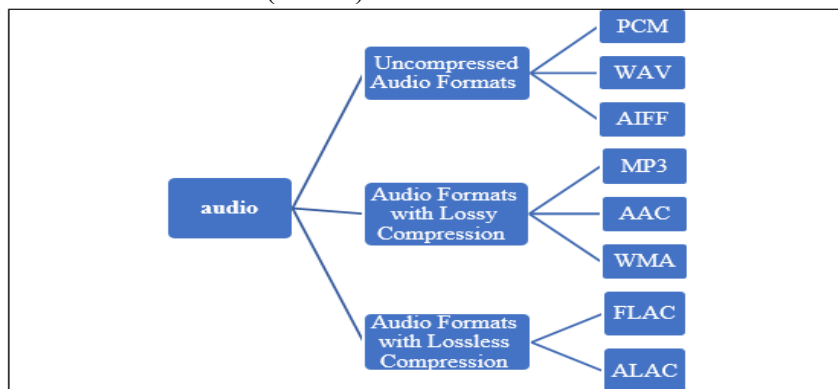 PCM
Uncompressed
Audio Formats
WAV
AIFF
audio
Audio Formats
with Lossy
Compression
MP3
AAC
WMA
Audio Formats
with Lossless
Compression
FLAC
ALAC